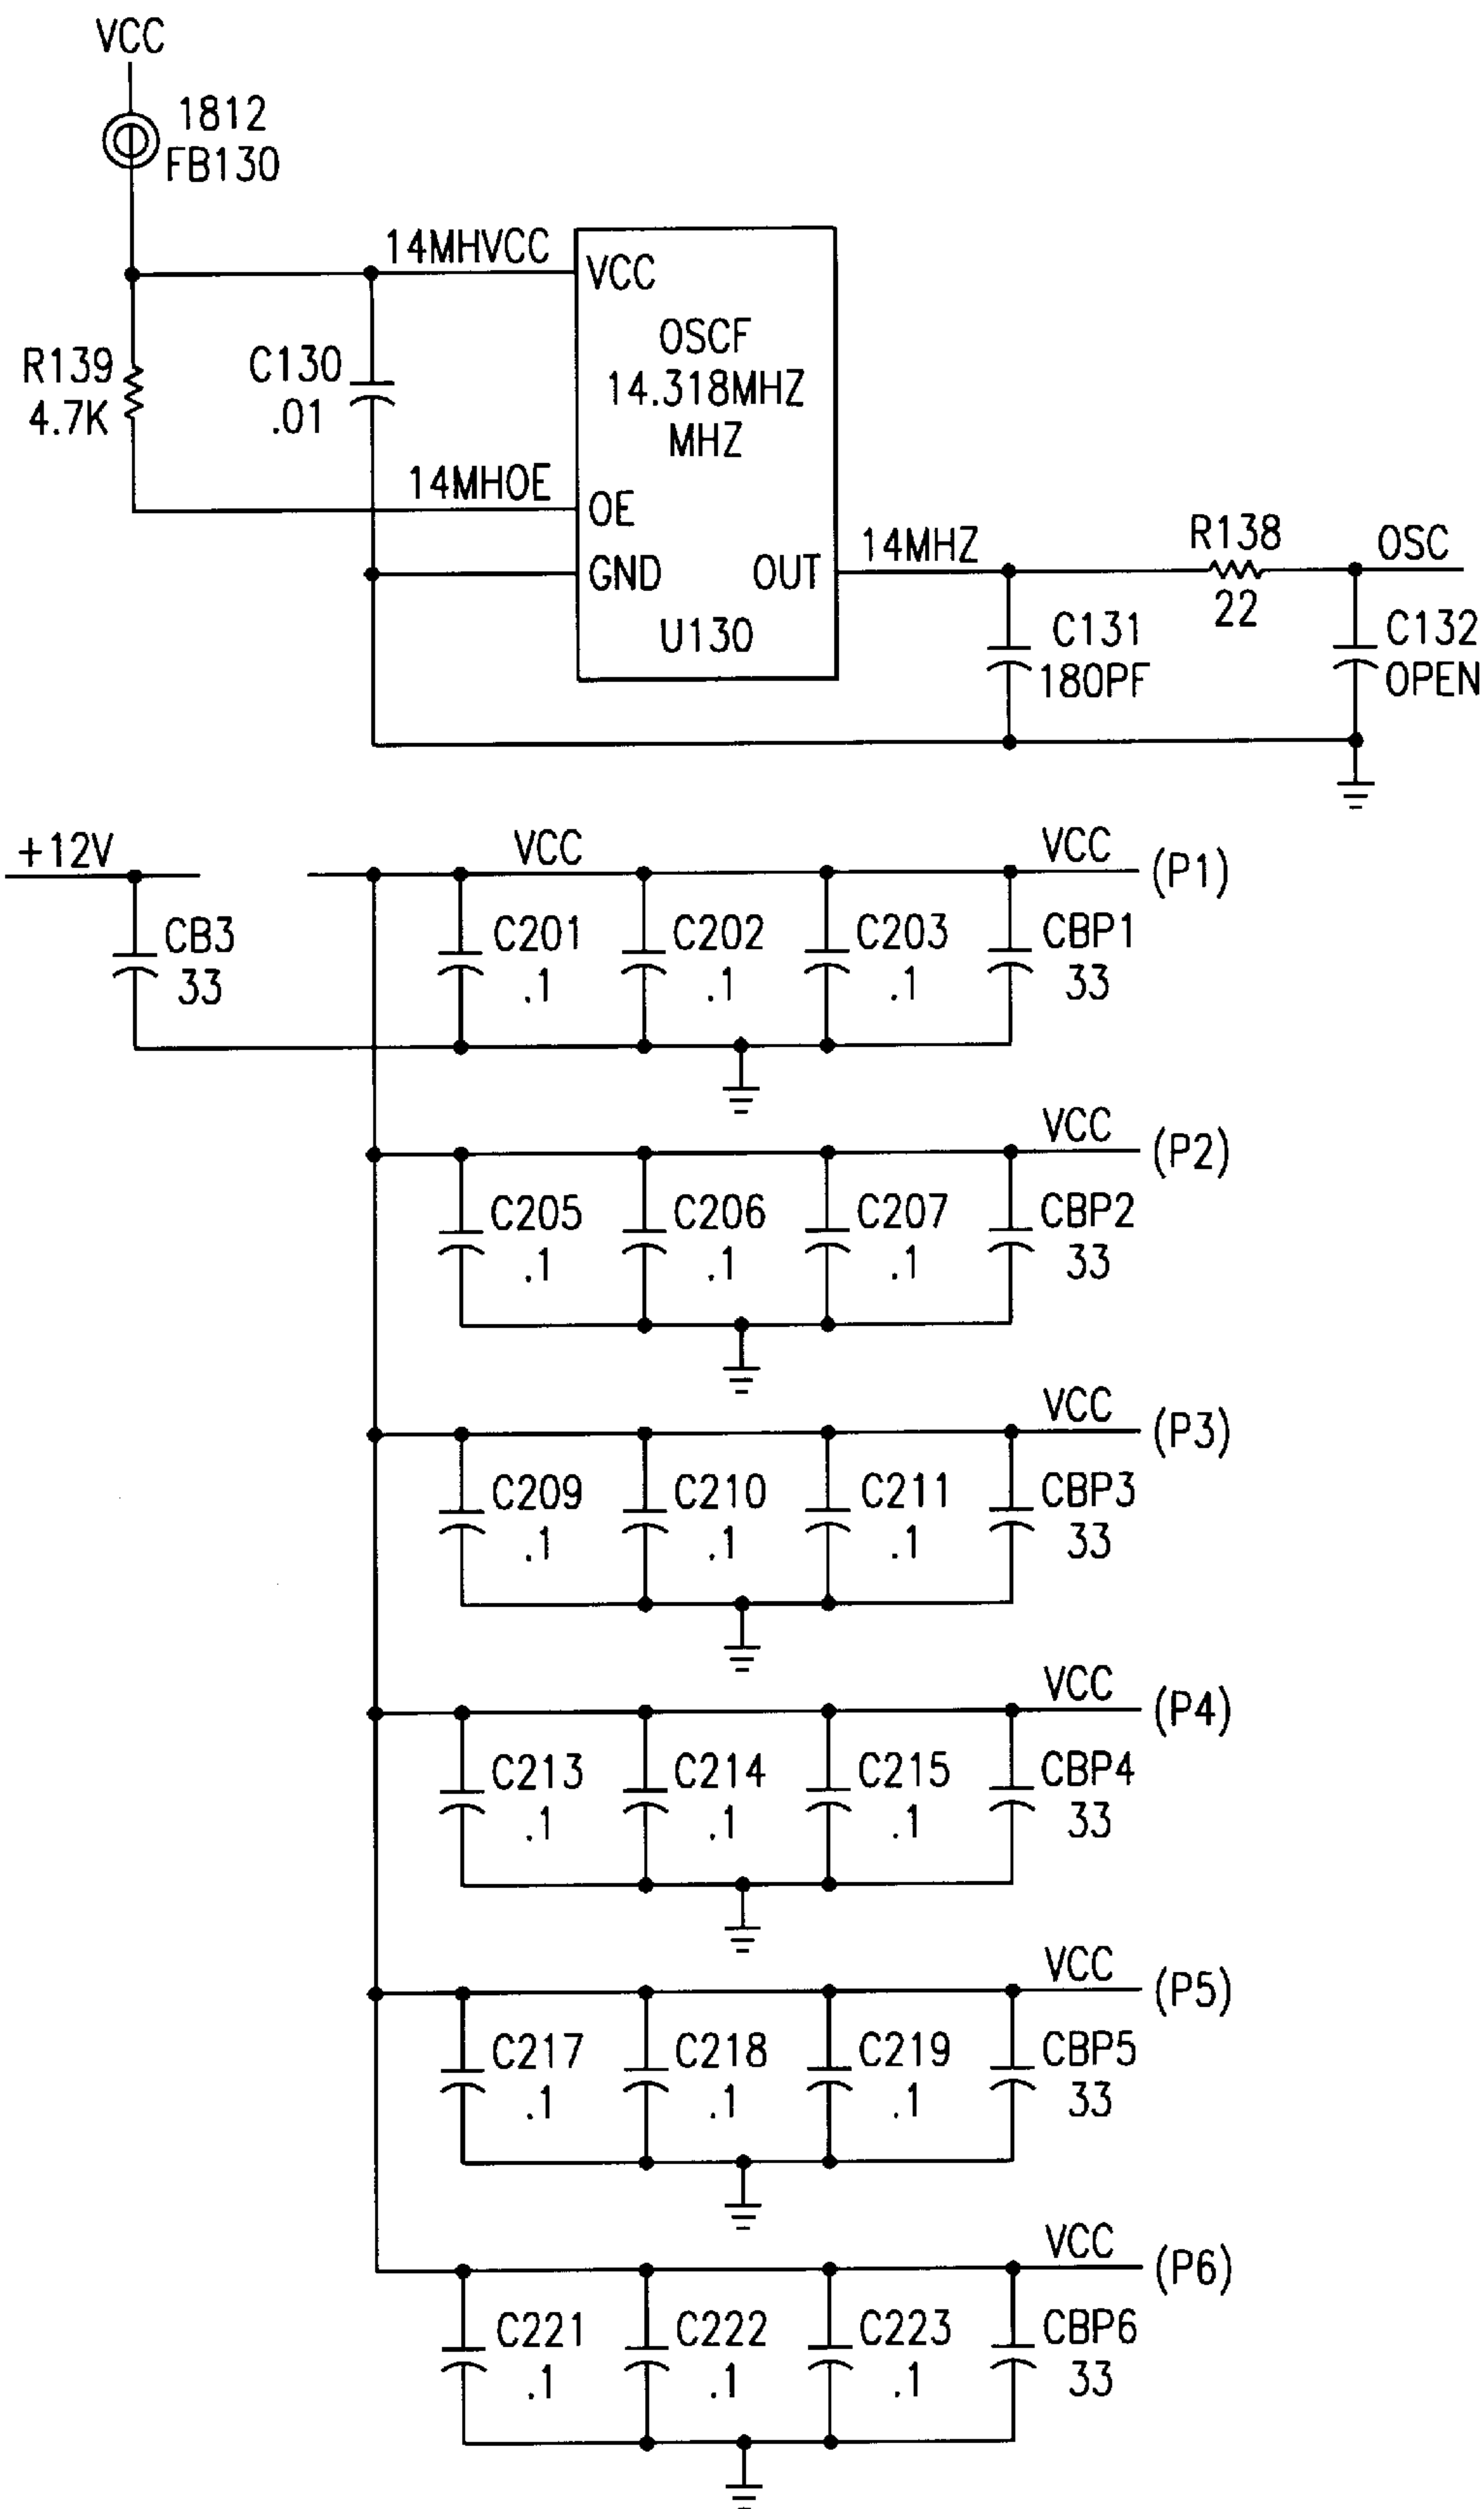 VCC
1812
FB130
14MHVCC
VCC
OSCF
14.318MHZ
MHZ
R139
4.7K
C130
.01
14MHOE
OE
GND
OUT
U130
14MHZ
R138
22
OSC
C131
180PF
C132
OPEN
+12V
VCC
VCC
(P1)
CB3
33
C201
.1
C202
.1
C203
.1
CBP1
33
VCC
(P2)
C205
.1
C206
.1
C207
.1
CBP2
33
VCC
(P3)
C209
.1
C210
.1
C211
.1
CBP3
33
VCC
(P4)
C213
.1
C214
.1
C215
.1
CBP4
33
VCC
(P5)
C217
.1
C218
.1
C219
.1
CBP5
33
VCC
(P6)
C221
.1
C222
.1
C223
.1
CBP6
33